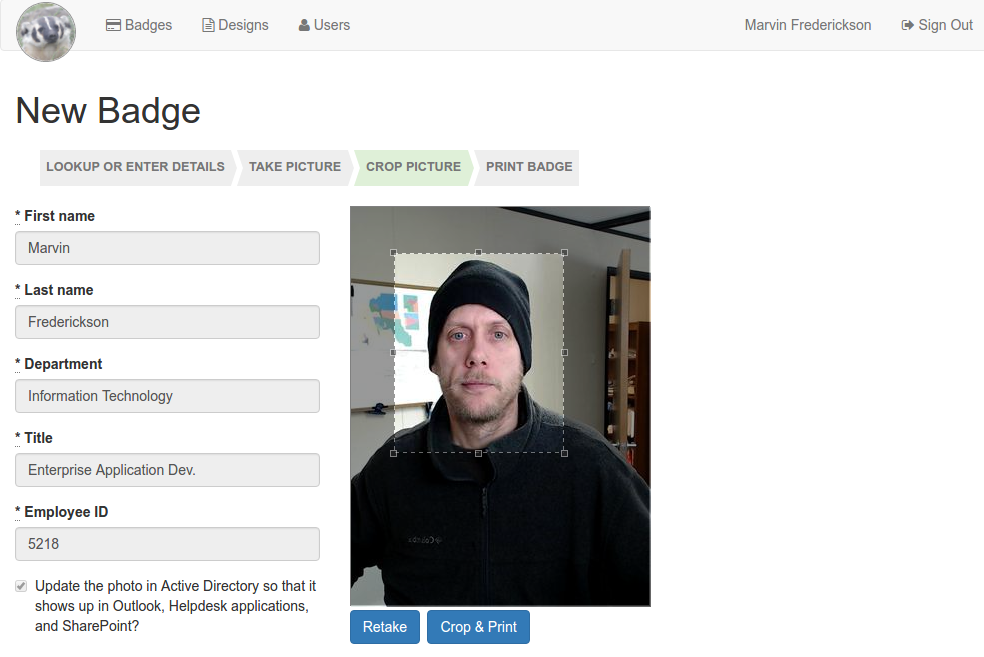 Badges Designs Users Marvin Frederickson Sign Out
New Badge
LOOKUP OR ENTER DETAILS TAKE PICTURE CROP PICTURE PRINT BADGE
* First name
Marvin
* Last name
Frederickson
* Department
Information Technology
* Title
Enterprise Application Dev.
* Employee ID
5218
Update the photo in Active Directory so that it
shows up in Outlook, Helpdesk applications,
and SharePoint?
Retake Crop & Print